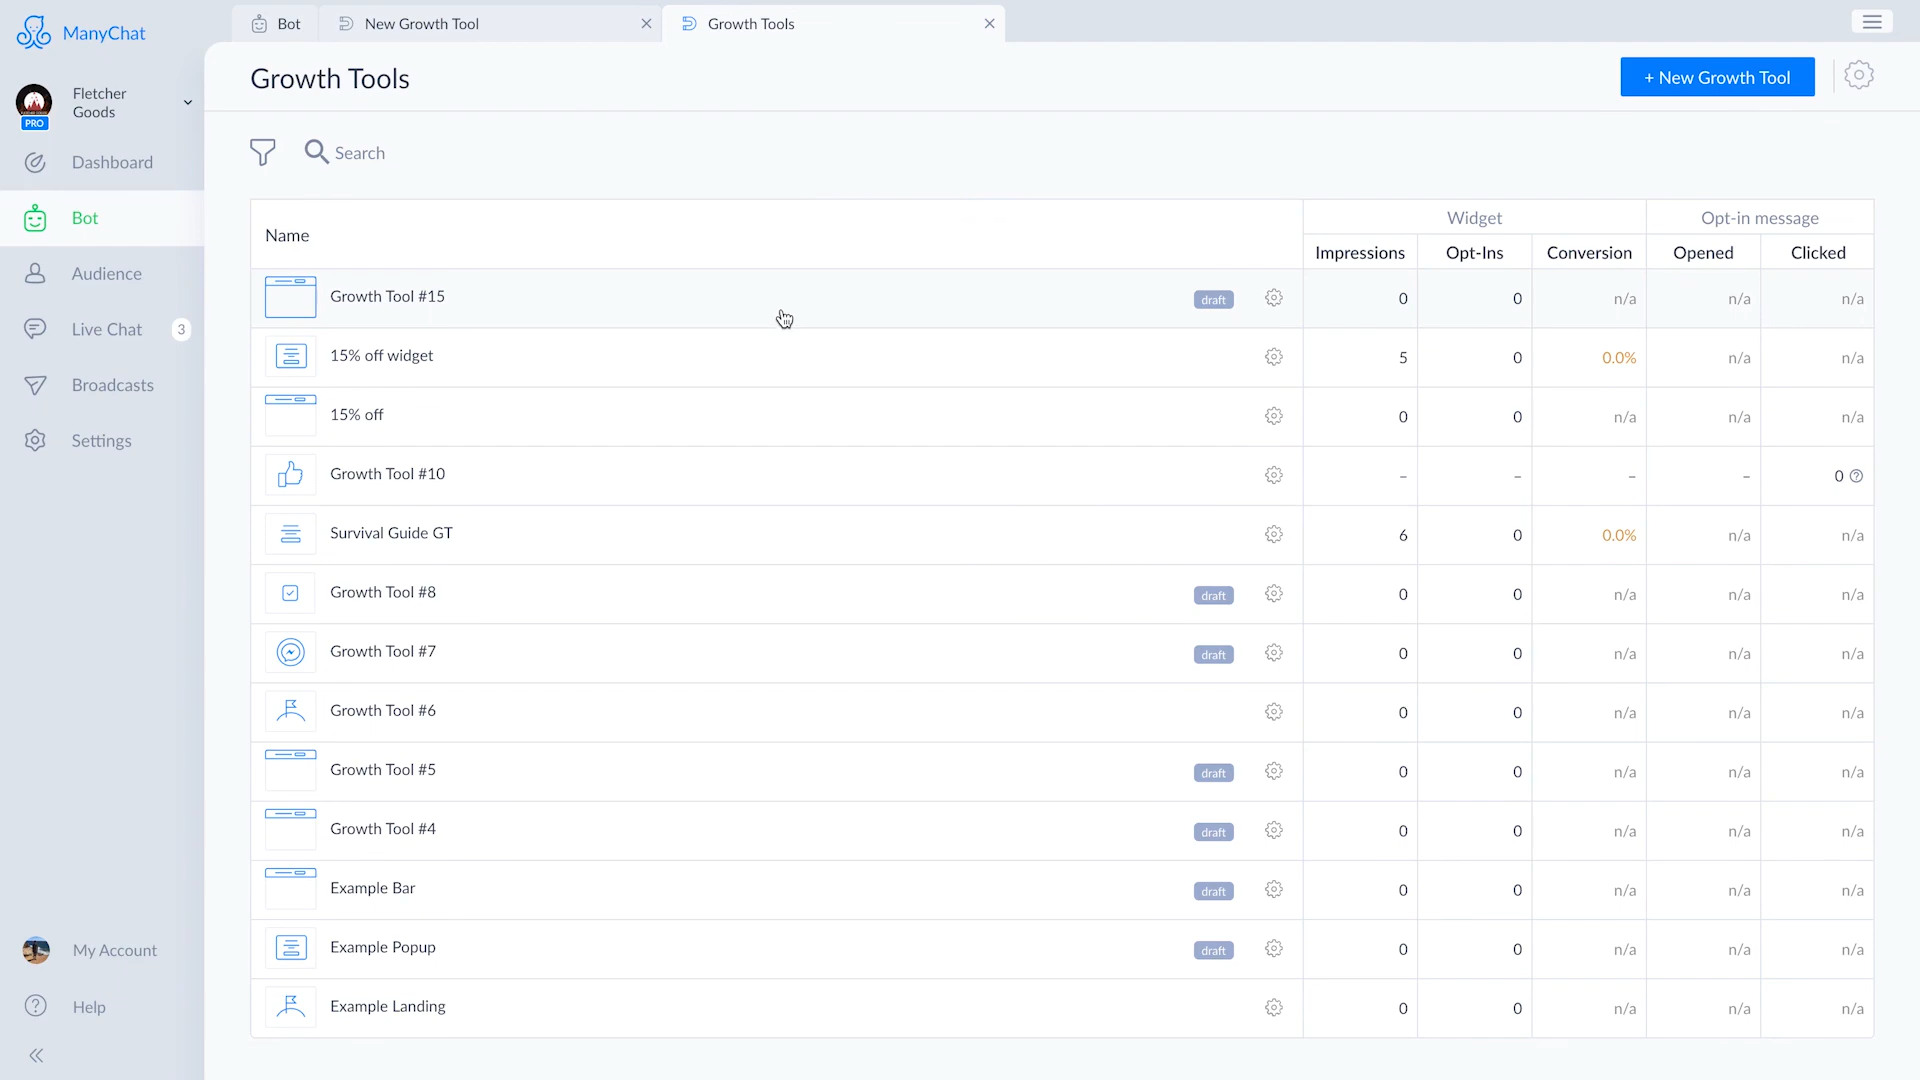 ManyChat
Bot
New Growth Tool
Growth Tools
Fletcher
Goods
PRO
Growth Tools
+ New Growth Tool
Dashboard
Search
Bot
Name
Widget
Opt-in message
Impressions
Opt-Ins
Conversion
Opened
Clicked
Audience
Growth Tool #15 draft 0 0 n/a n/a n/a
Live Chat 3
15% off widget 5 0 0.0% n/a n/a
Broadcasts
15% off 0 0 n/a n/a n/a
Settings
Growth Tool #10 – – – – 0 ?
Survival Guide GT 6 0 0.0% n/a n/a
Growth Tool #8 draft 0 0 n/a n/a n/a
Growth Tool #7 draft 0 0 n/a n/a n/a
Growth Tool #6 0 0 n/a n/a n/a
Growth Tool #5 draft 0 0 n/a n/a n/a
Growth Tool #4 draft 0 0 n/a n/a n/a
Example Bar draft 0 0 n/a n/a n/a
Example Popup draft 0 0 n/a n/a n/a
My Account
Example Landing 0 0 n/a n/a n/a
? Help